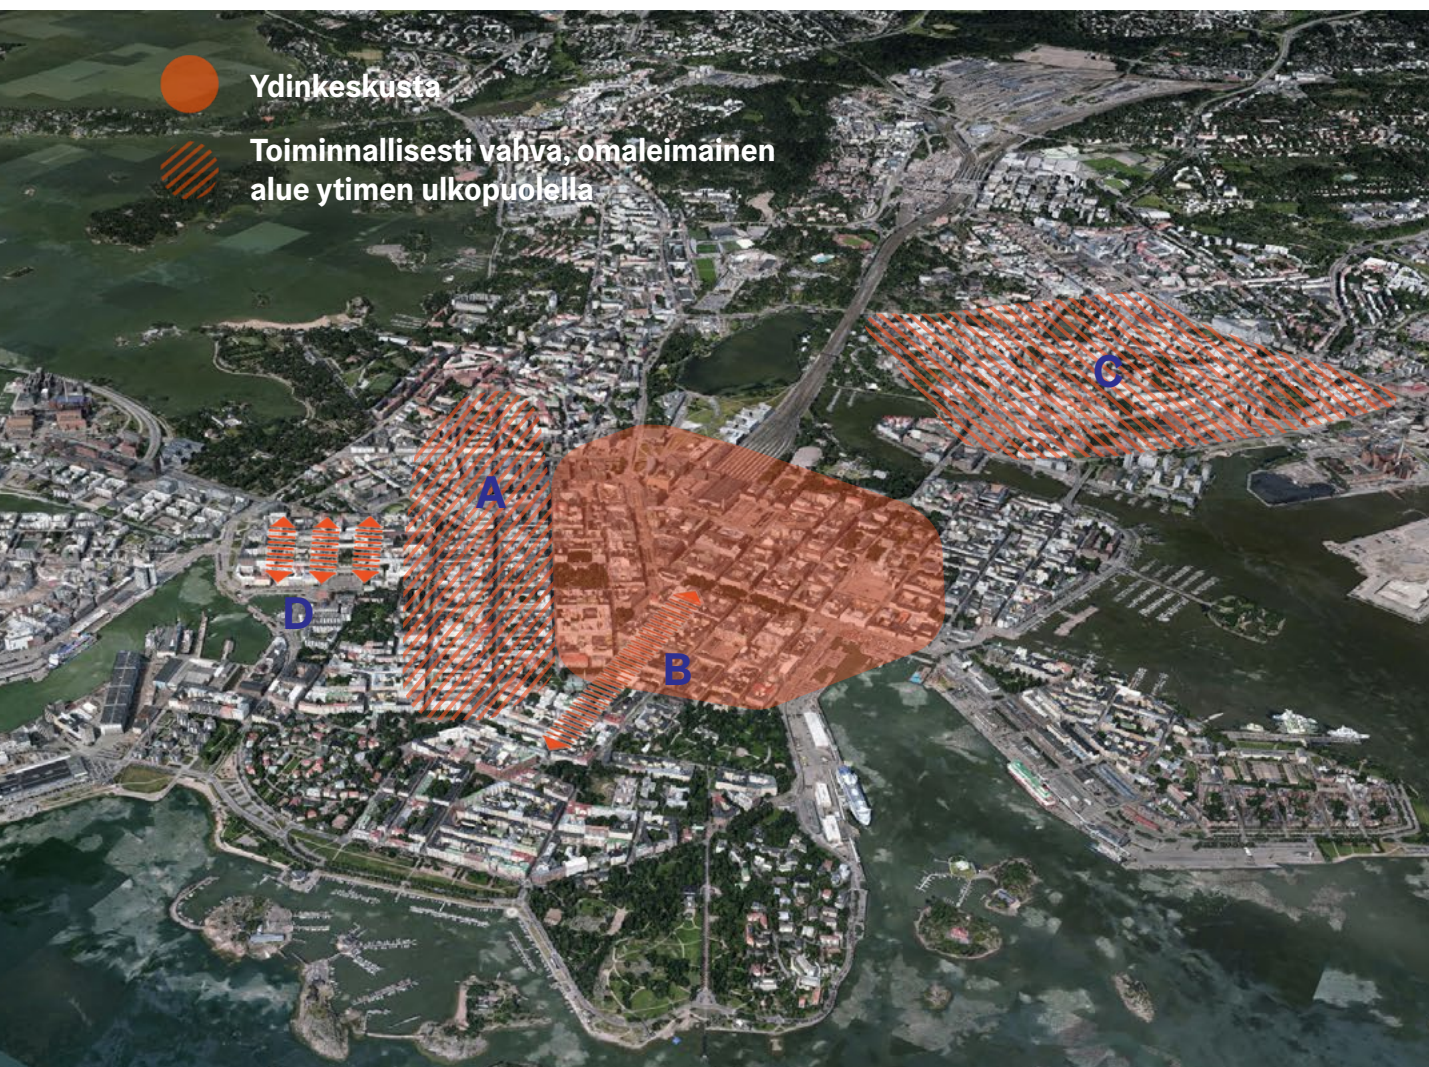 Ydinkeskusta
Toiminnallisesti vahva, omaleimainen
alue ytimen ulkopuolella
C
A
D
B